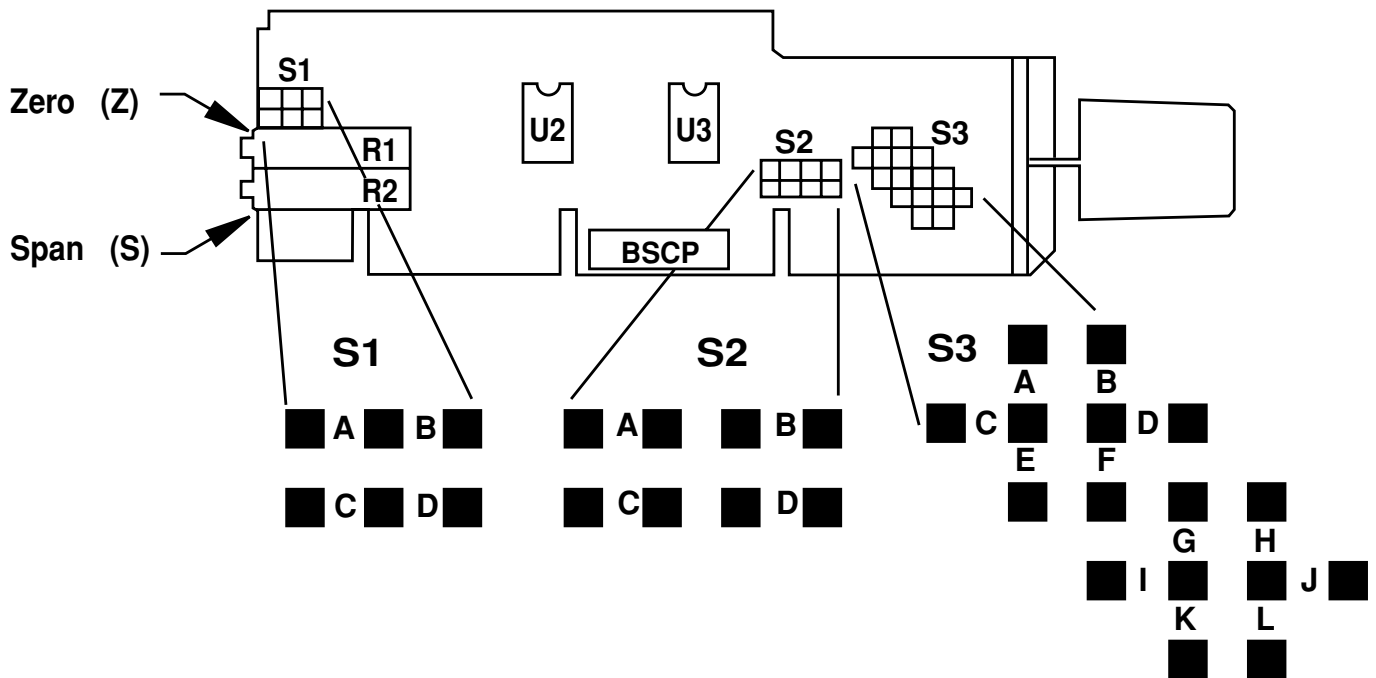 S1
Zero (Z)
U2
U3
S2
S3
R1
R2
Span (S)
BSCP
S1
S2
S3
A B
A B
A B
C D
E F
C D
C D
G H
I J
K L